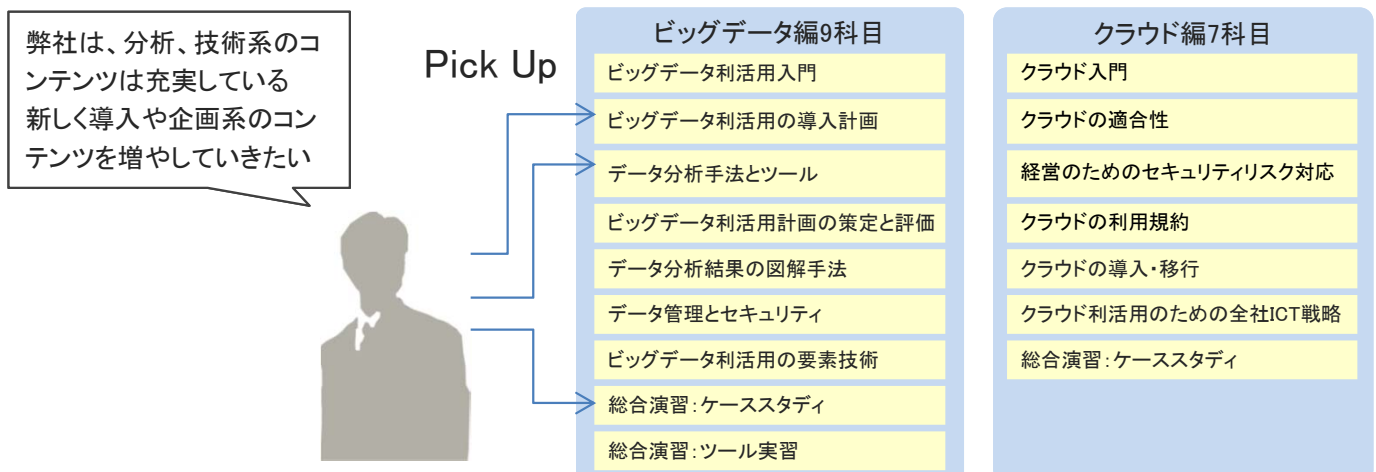 弊社は、分析、技術系のコ
ンテンツは充実している
新しく導入や企画系のコン
テンツを増やしていきたい
Pick Up
ビッグデータ編9科目
ビッグデータ利活用入門
ビッグデータ利活用の導入計画
データ分析手法とツール
ビッグデータ利活用計画の策定と評価
データ分析結果の図解手法
データ管理とセキュリティ
ビッグデータ利活用の要素技術
総合演習:ケーススタディ
総合演習:ツール実習
クラウド編7科目
クラウド入門
クラウドの適合性
経営のためのセキュリティリスク対応
クラウドの利用規約
クラウドの導入・移行
クラウド利活用のための全社ICT戦略
総合演習:ケーススタディ